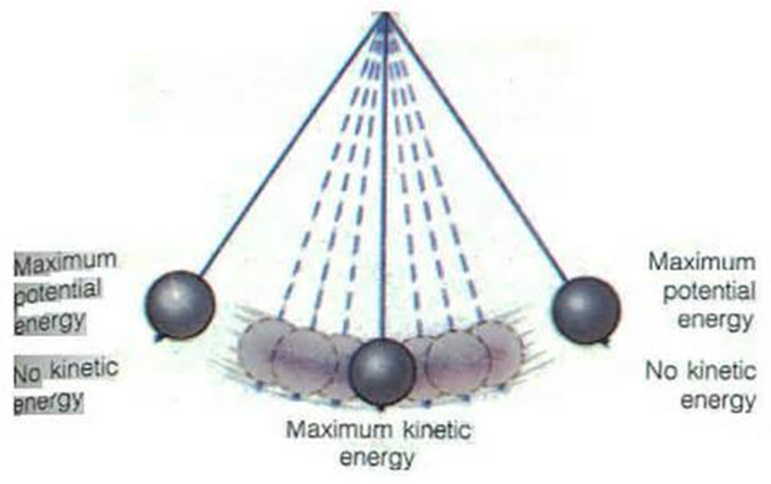 Maximum
potential
energy
No kinetic
energy
Maximum
potential
energy
No kinetic
energy
Maximum kinetic
energy